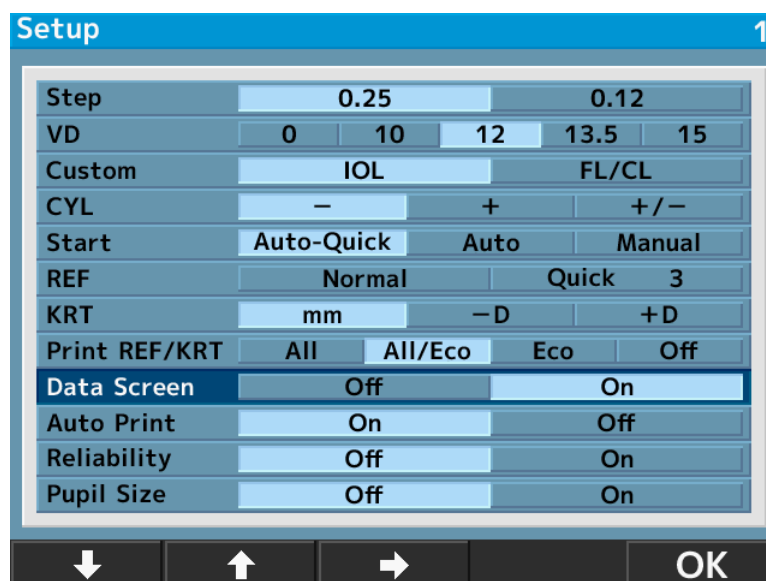 Setup 1
Step 0.25 0.12
VD 0 10 12 13.5 15
Custom IOL FL/CL
CYL − + +/−
Start Auto-Quick Auto Manual
REF Normal Quick 3
KRT mm −D +D
Print REF/KRT All All/Eco Eco Off
Data Screen Off On
Auto Print On Off
Reliability Off On
Pupil Size Off On
OK